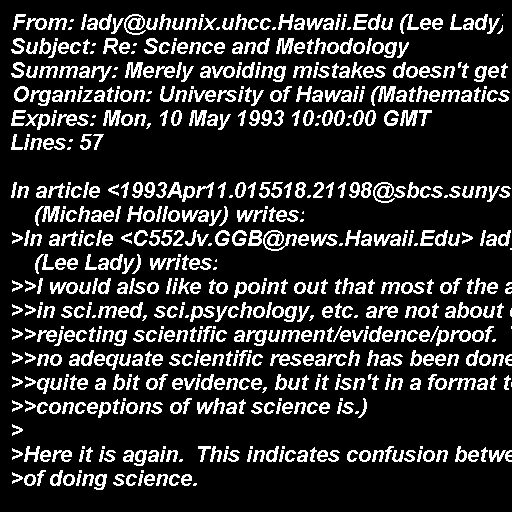 From: lady@uhunix.uhcc.Hawaii.Edu (Lee Lady)
Subject: Re: Science and Methodology
Summary: Merely avoiding mistakes doesn't get
Organization: University of Hawaii (Mathematics
Expires: Mon, 10 May 1993 10:00:00 GMT
Lines: 57

In article <1993Apr11.015518.21198@sbcs.sunys
(Michael Holloway) writes:
>In article <C552Jv.GGB@news.Hawaii.Edu> lad
(Lee Lady) writes:
>>I would also like to point out that most of the a
>>in sci.med, sci.psychology, etc. are not about
>>rejecting scientific argument/evidence/proof.
>>no adequate scientific research has been done
>>quite a bit of evidence, but it isn't in a format t
>>conceptions of what science is.)
>
>Here it is again.  This indicates confusion betwe
>of doing science.